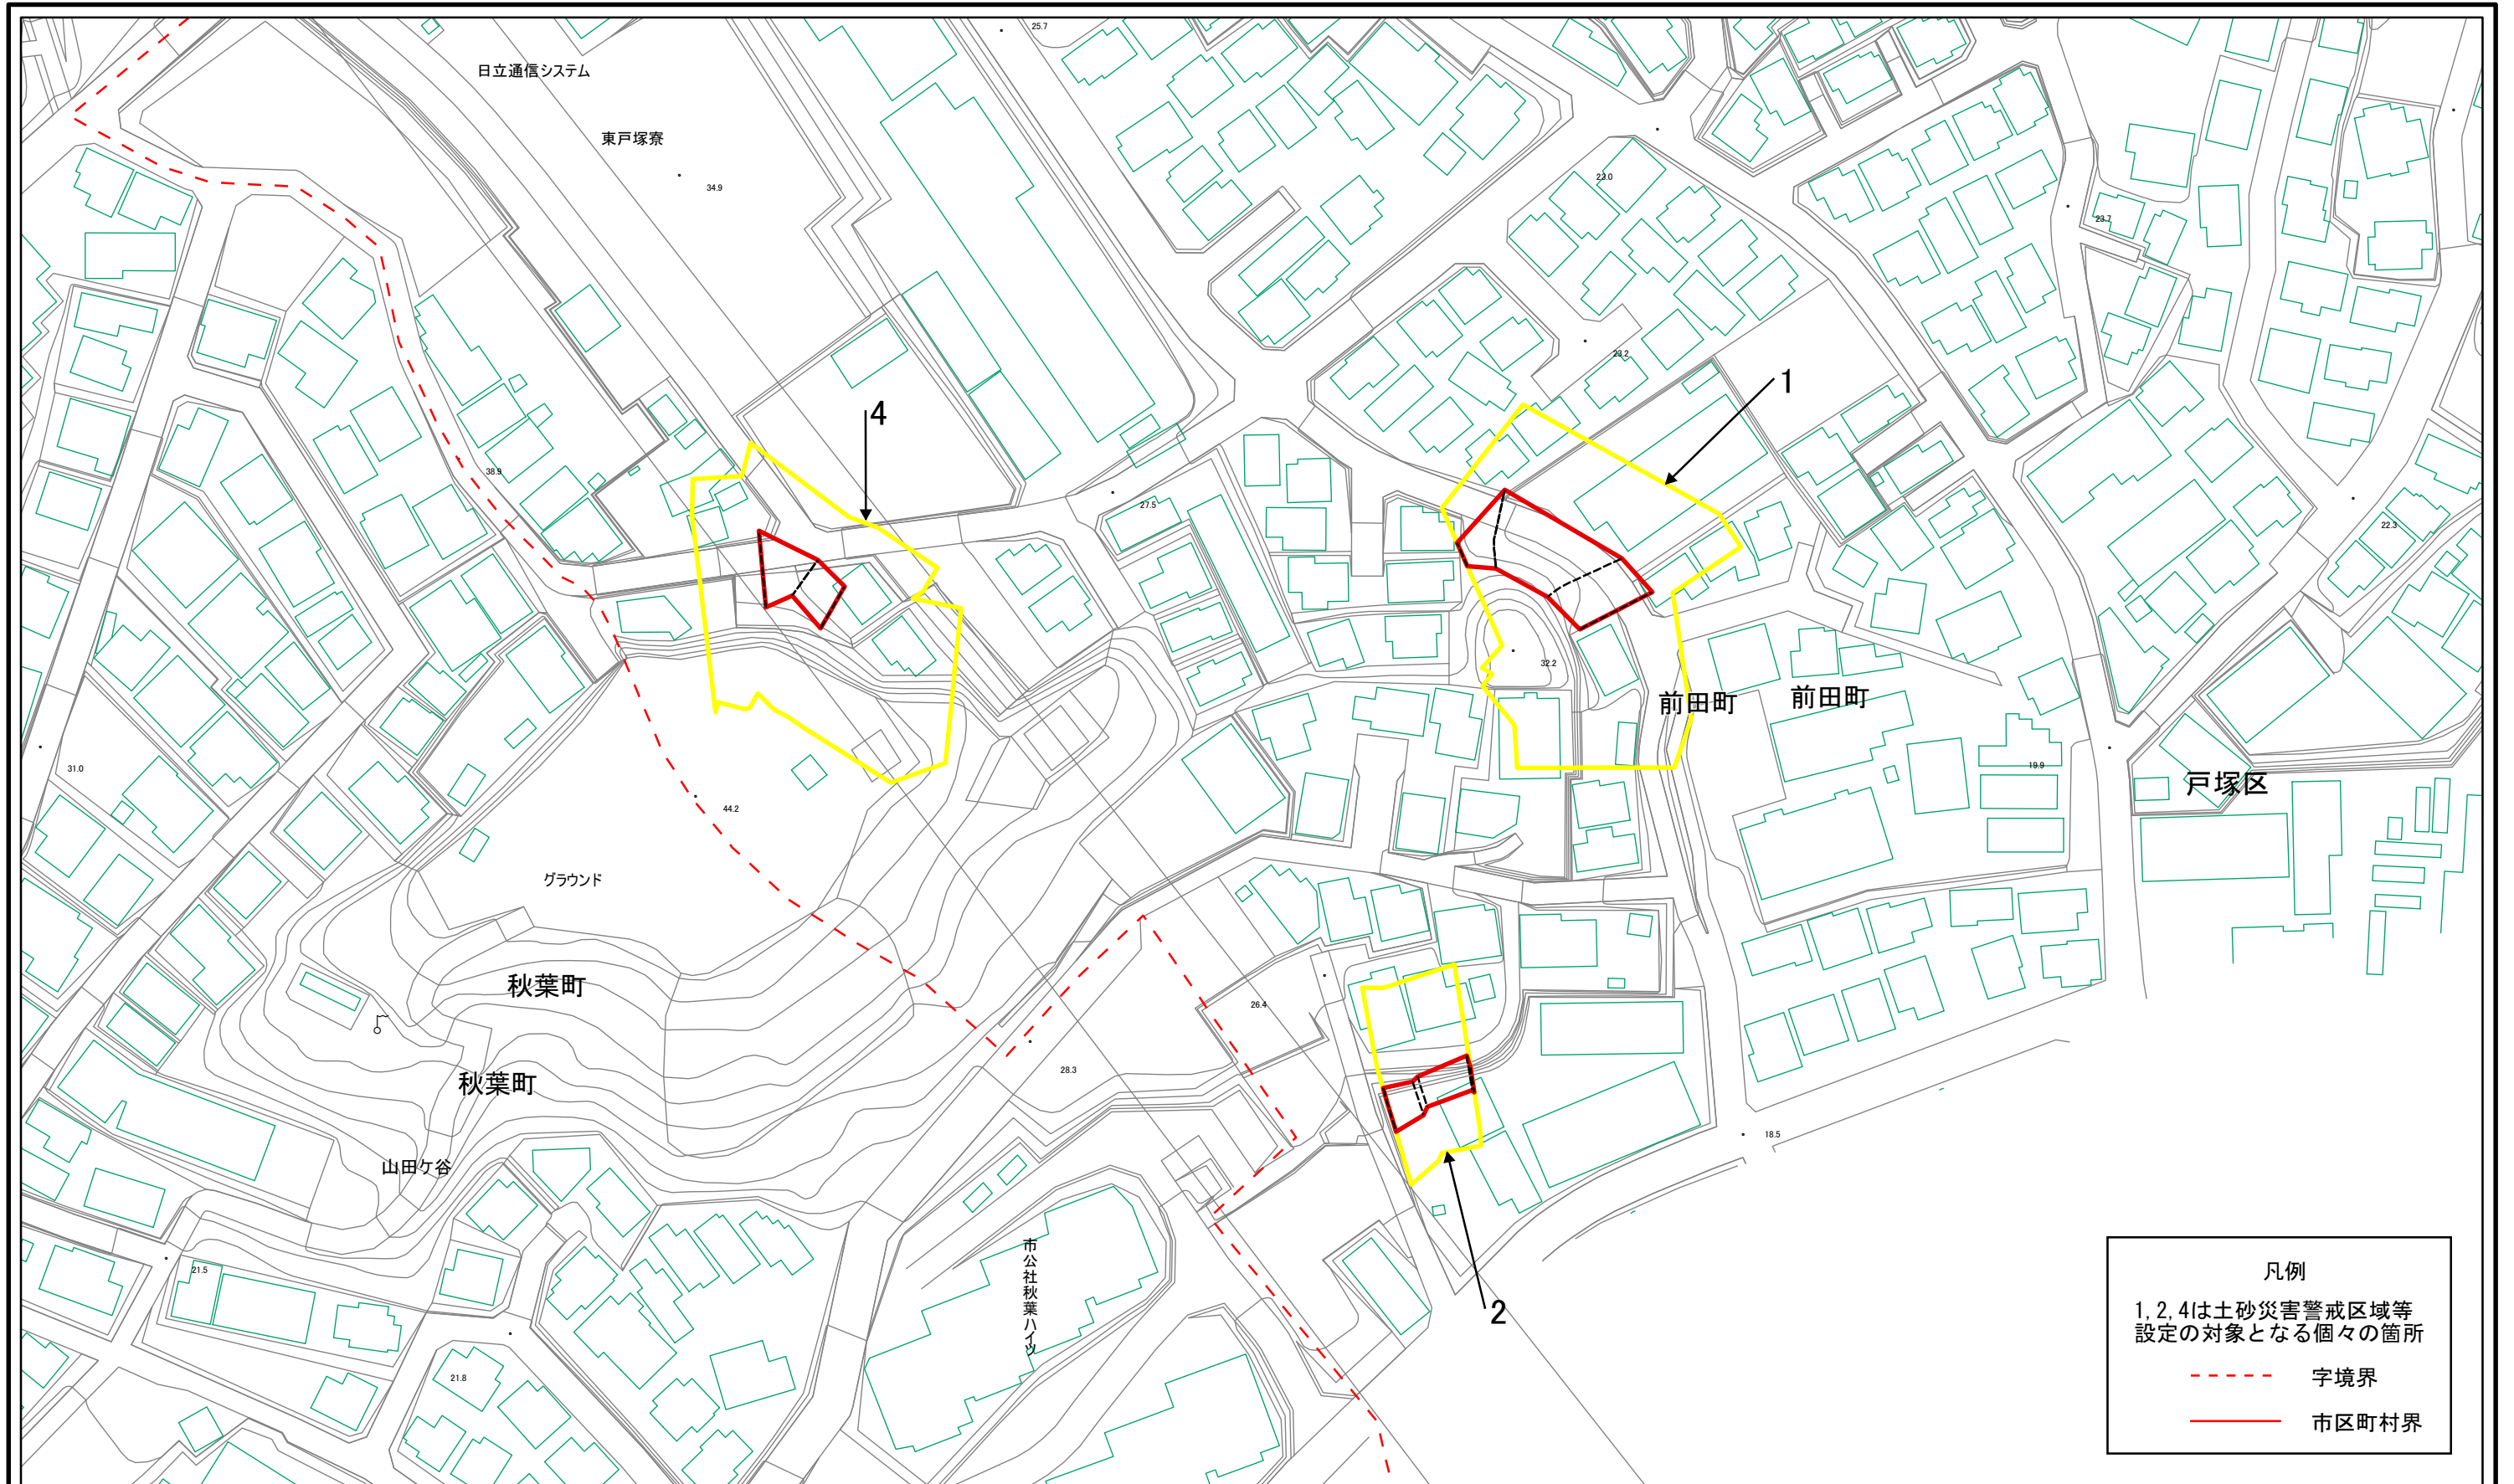 25.7
日立通信システム
東戸塚寮
34.9
23.0
23.7
23.2
1
4
38.9
27.5
22.3
32.2
前田町
前田町
19.9
戸塚区
31.0
44.2
グラウンド
秋葉町
26.4
28.3
秋葉町
18.5
山田ケ谷
市公社秋葉ハイツ
21.5
2
21.8
凡例
1,2,4は土砂災害警戒区域等
設定の対象となる個々の箇所
字境界
市区町村界